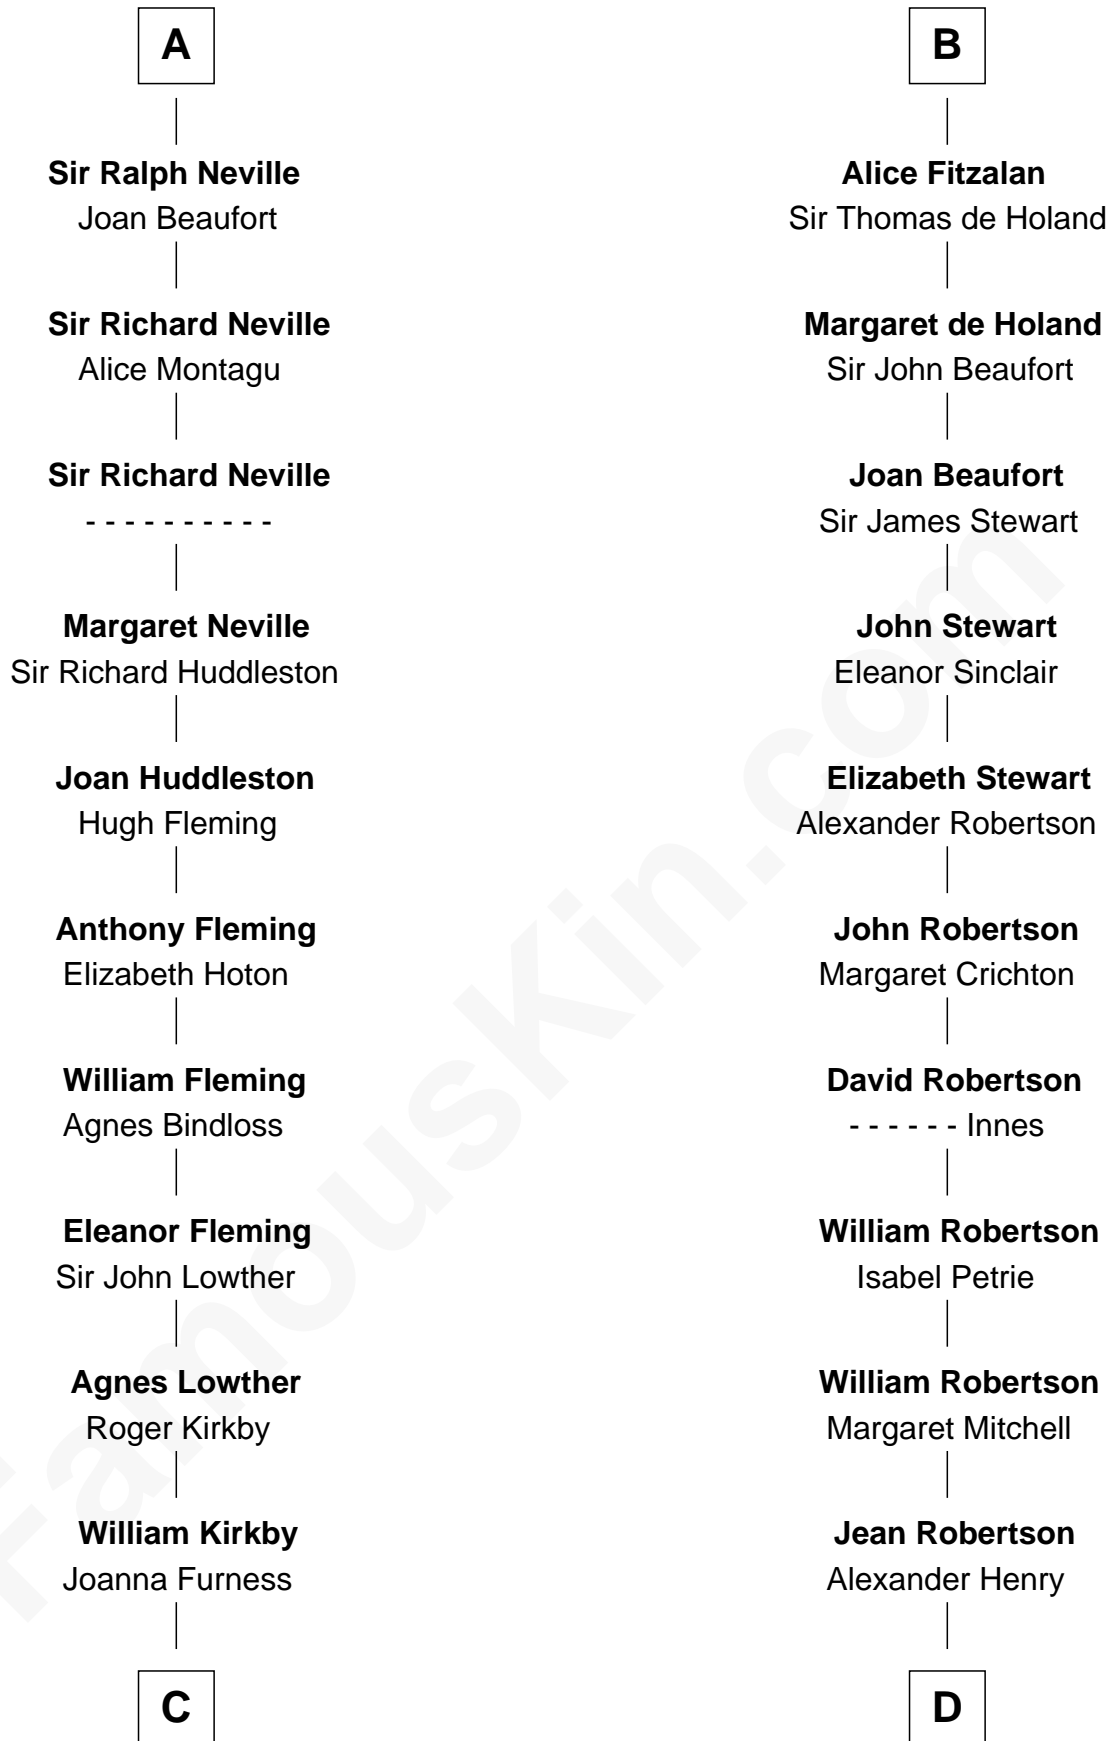 A
Sir Ralph Neville
Joan Beaufort
Sir Richard Neville
Alice Montagu
Sir Richard Neville
- - - - - - - - - -
Margaret Neville
Sir Richard Huddleston
Joan Huddleston
Hugh Fleming
Anthony Fleming
Elizabeth Hoton
William Fleming
Agnes Bindloss
Eleanor Fleming
Sir John Lowther
Agnes Lowther
Roger Kirkby
William Kirkby
Joanna Furness
C
B
Alice Fitzalan
Sir Thomas de Holand
Margaret de Holand
Sir John Beaufort
Joan Beaufort
Sir James Stewart
John Stewart
Eleanor Sinclair
Elizabeth Stewart
Alexander Robertson
John Robertson
Margaret Crichton
David Robertson
- - - - - - Innes
William Robertson
Isabel Petrie
William Robertson
Margaret Mitchell
Jean Robertson
Alexander Henry
D
FamousKin.com